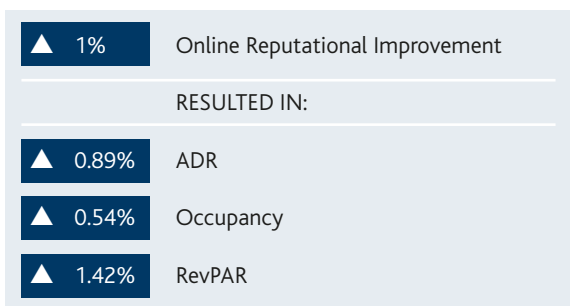 ▲ 1% Online Reputational Improvement
RESULTED IN:
▲ 0.89% ADR
▲ 0.54% Occupancy
▲ 1.42% RevPAR